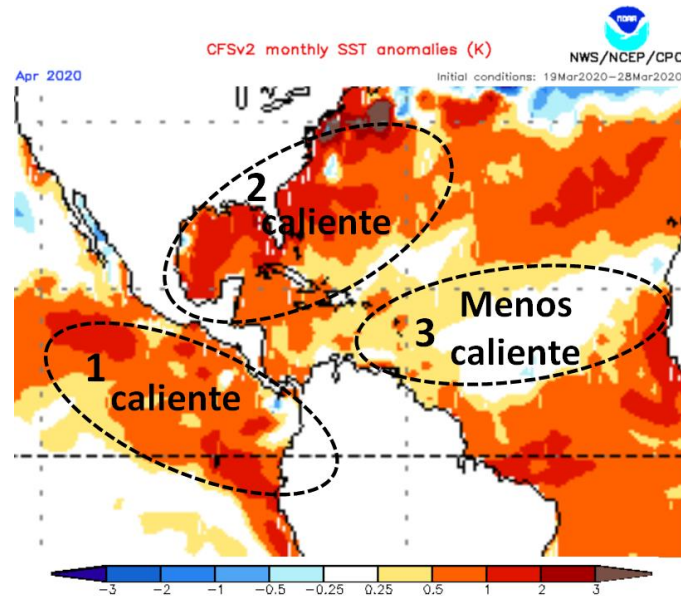 NOAA
CFSv2 monthly SST anomalies (K)
NWS/NCEP/CPC
Apr 2020
Initial conditions: 19Mar2020-28Mar2020
2
caliente
Menos
3
caliente
1
caliente
-3 -2 -1 -0.5 -0.25 0.25 0.5 1 2 3